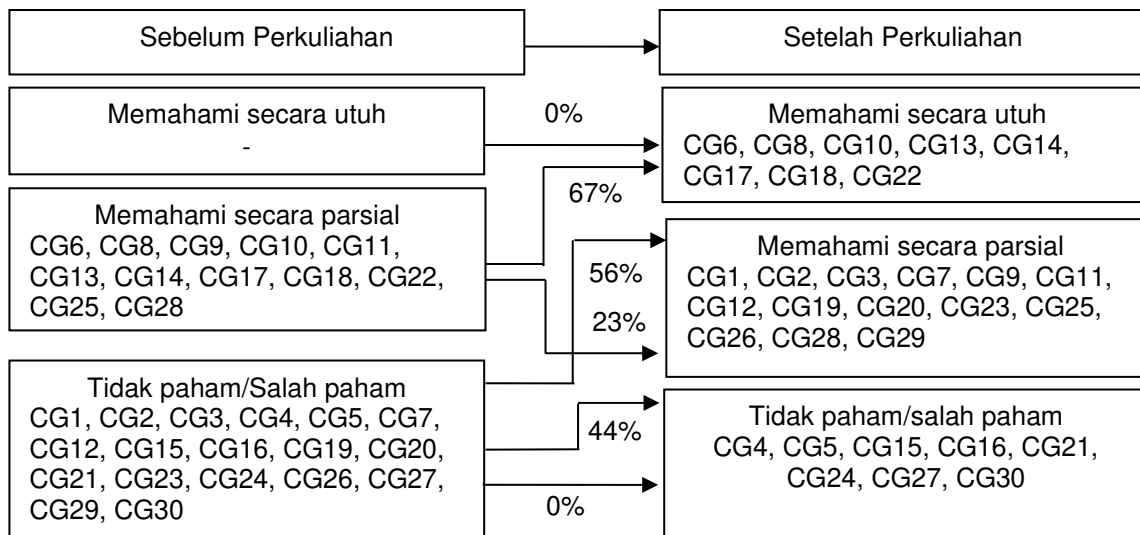 Sebelum Perkuliahan
Setelah Perkuliahan
Memahami secara utuh
-
0%
Memahami secara utuh
CG6, CG8, CG10, CG13, CG14,
CG17, CG18, CG22
Memahami secara parsial
CG6, CG8, CG9, CG10, CG11,
CG13, CG14, CG17, CG18, CG22,
CG25, CG28
67%
56%
23%
Memahami secara parsial
CG1, CG2, CG3, CG7, CG9, CG11,
CG12, CG19, CG20, CG23, CG25,
CG26, CG28, CG29
Tidak paham/Salah paham
CG1, CG2, CG3, CG4, CG5, CG7,
CG12, CG15, CG16, CG19, CG20,
CG21, CG23, CG24, CG26, CG27,
CG29, CG30
44%
0%
Tidak paham/salah paham
CG4, CG5, CG15, CG16, CG21,
CG24, CG27, CG30